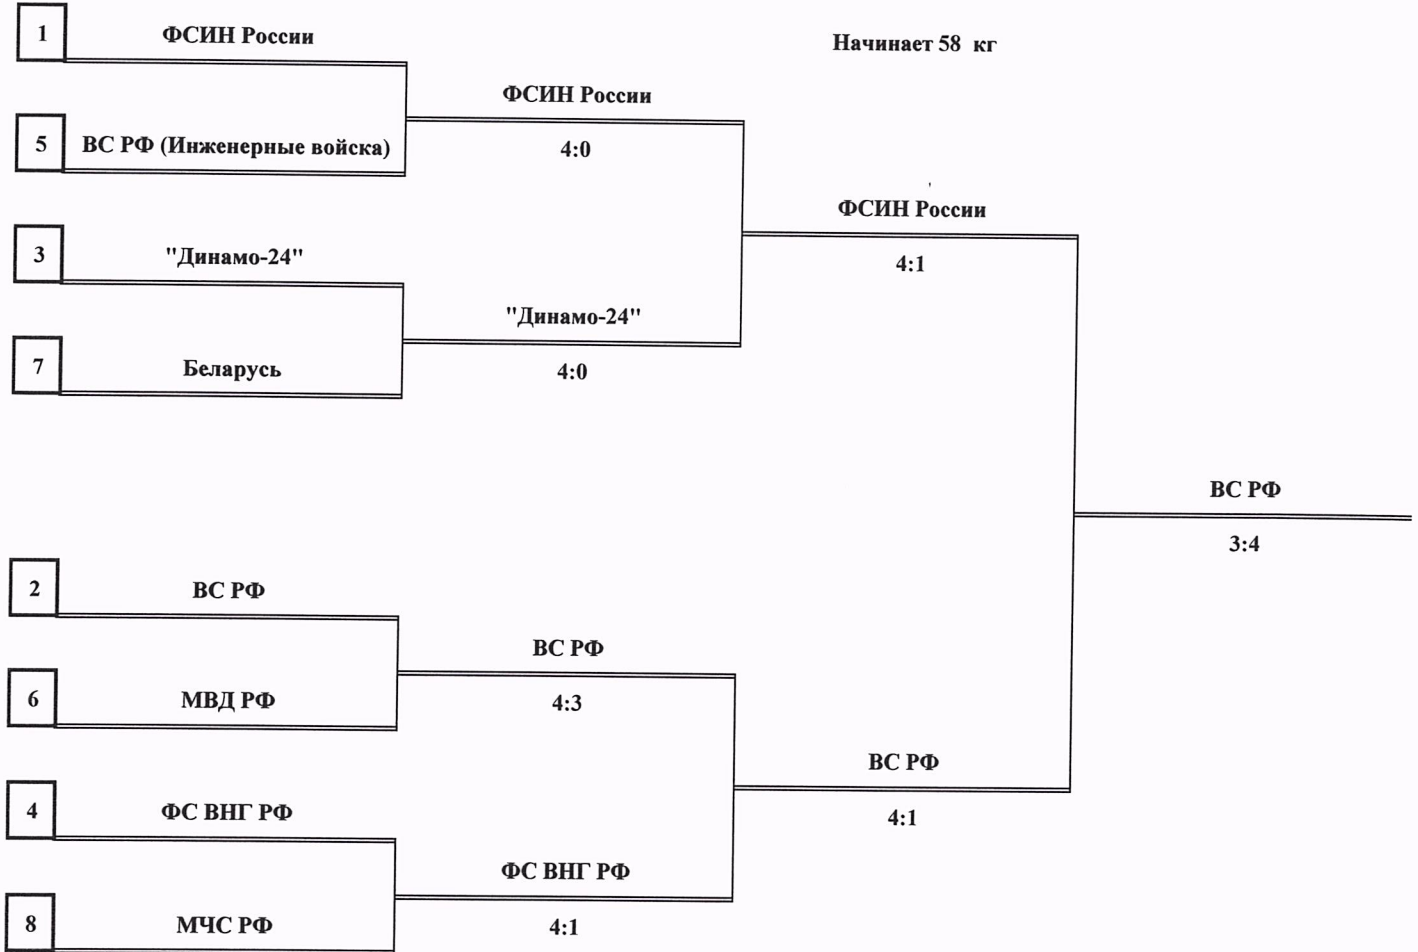 1
ФСИН России
Начинает 58 кг
ФСИН России
5
ВС РФ (Инженерные войска)
4:0
ФСИН России
3
"Динамо-24"
4:1
"Динамо-24"
7
Беларусь
4:0
ВС РФ
3:4
2
ВС РФ
ВС РФ
6
МВД РФ
4:3
ВС РФ
4
ФС ВНГ РФ
4:1
ФС ВНГ РФ
8
МЧС РФ
4:1